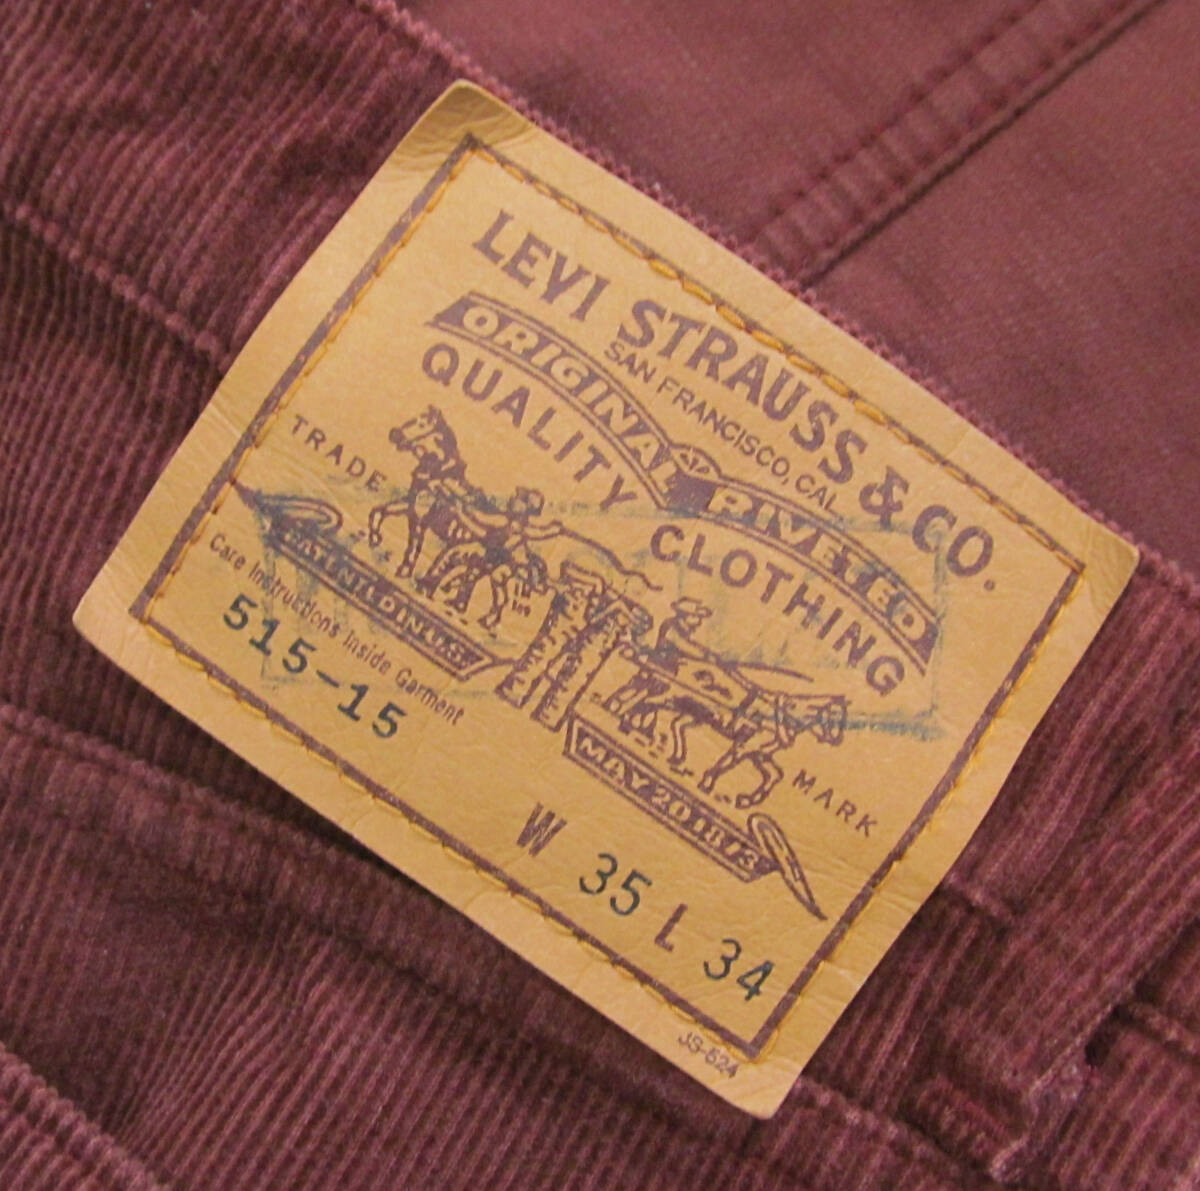 LEVI STRAUSS & CO.
SAN FRANCISCO, CAL.
ORIGINAL RIVETED
QUALITY CLOTHING
TRADE MARK
MAY 20 1873
Care Instructions Inside Garment
515-15
W 35 L 34
JS-52A